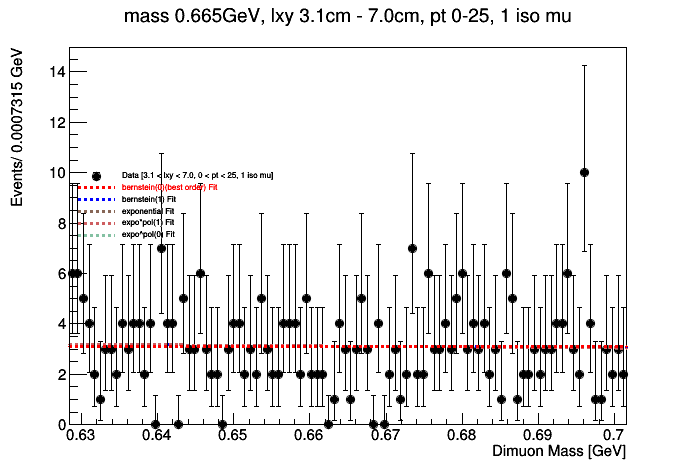 mass 0.665GeV, lxy 3.1cm - 7.0cm, pt 0-25, 1 iso mu
Events/ 0.0007315 GeV
14
12
10
8
6
4
2
0
Data [3.1 < lxy < 7.0, 0 < pt < 25, 1 iso mu]
bernstein(0)(best order) Fit
bernstein(1) Fit
exponential Fit
expo*pol(1) Fit
expo*pol(0) Fit
0.63 0.64 0.65 0.66 0.67 0.68 0.69 0.7
Dimuon Mass [GeV]